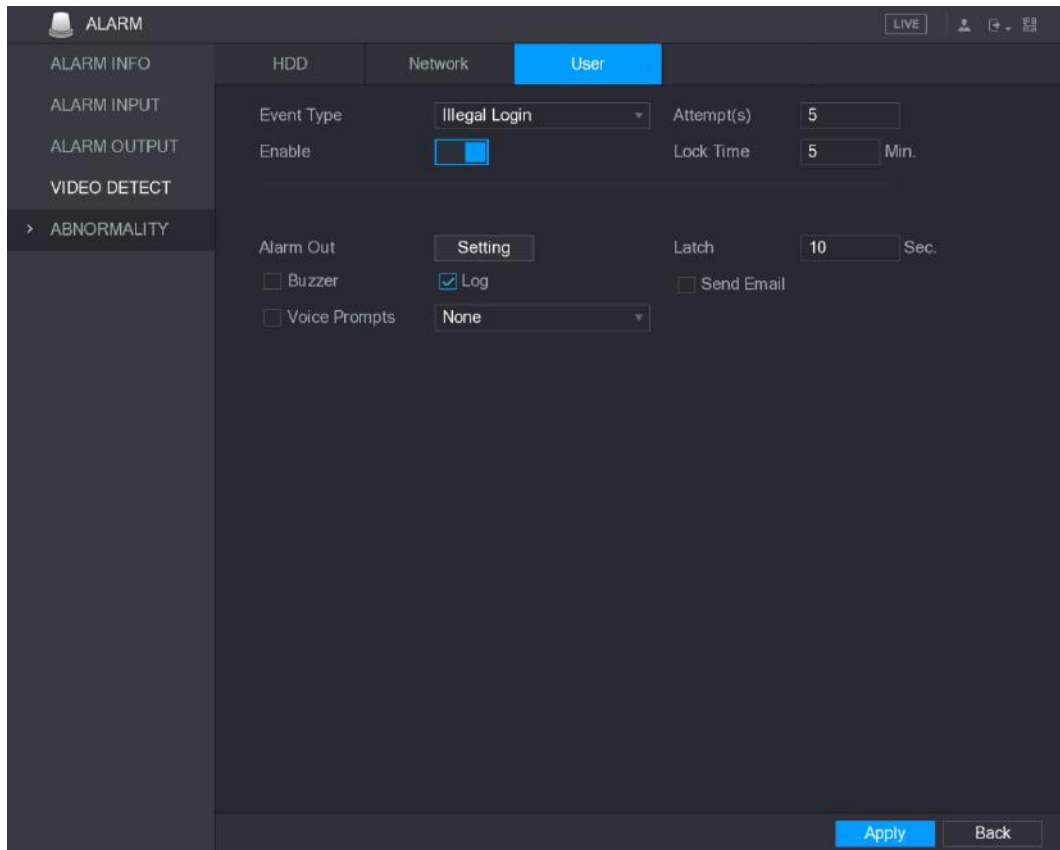 ALARM LIVE
ALARM INFO
ALARM INPUT
ALARM OUTPUT
VIDEO DETECT
> ABNORMALITY
HDD Network User
Event Type Illegal Login Attempt(s) 5
Enable Lock Time 5 Min.
Alarm Out Setting Latch 10 Sec.
Buzzer Log Send Email
Voice Prompts None
Apply Back